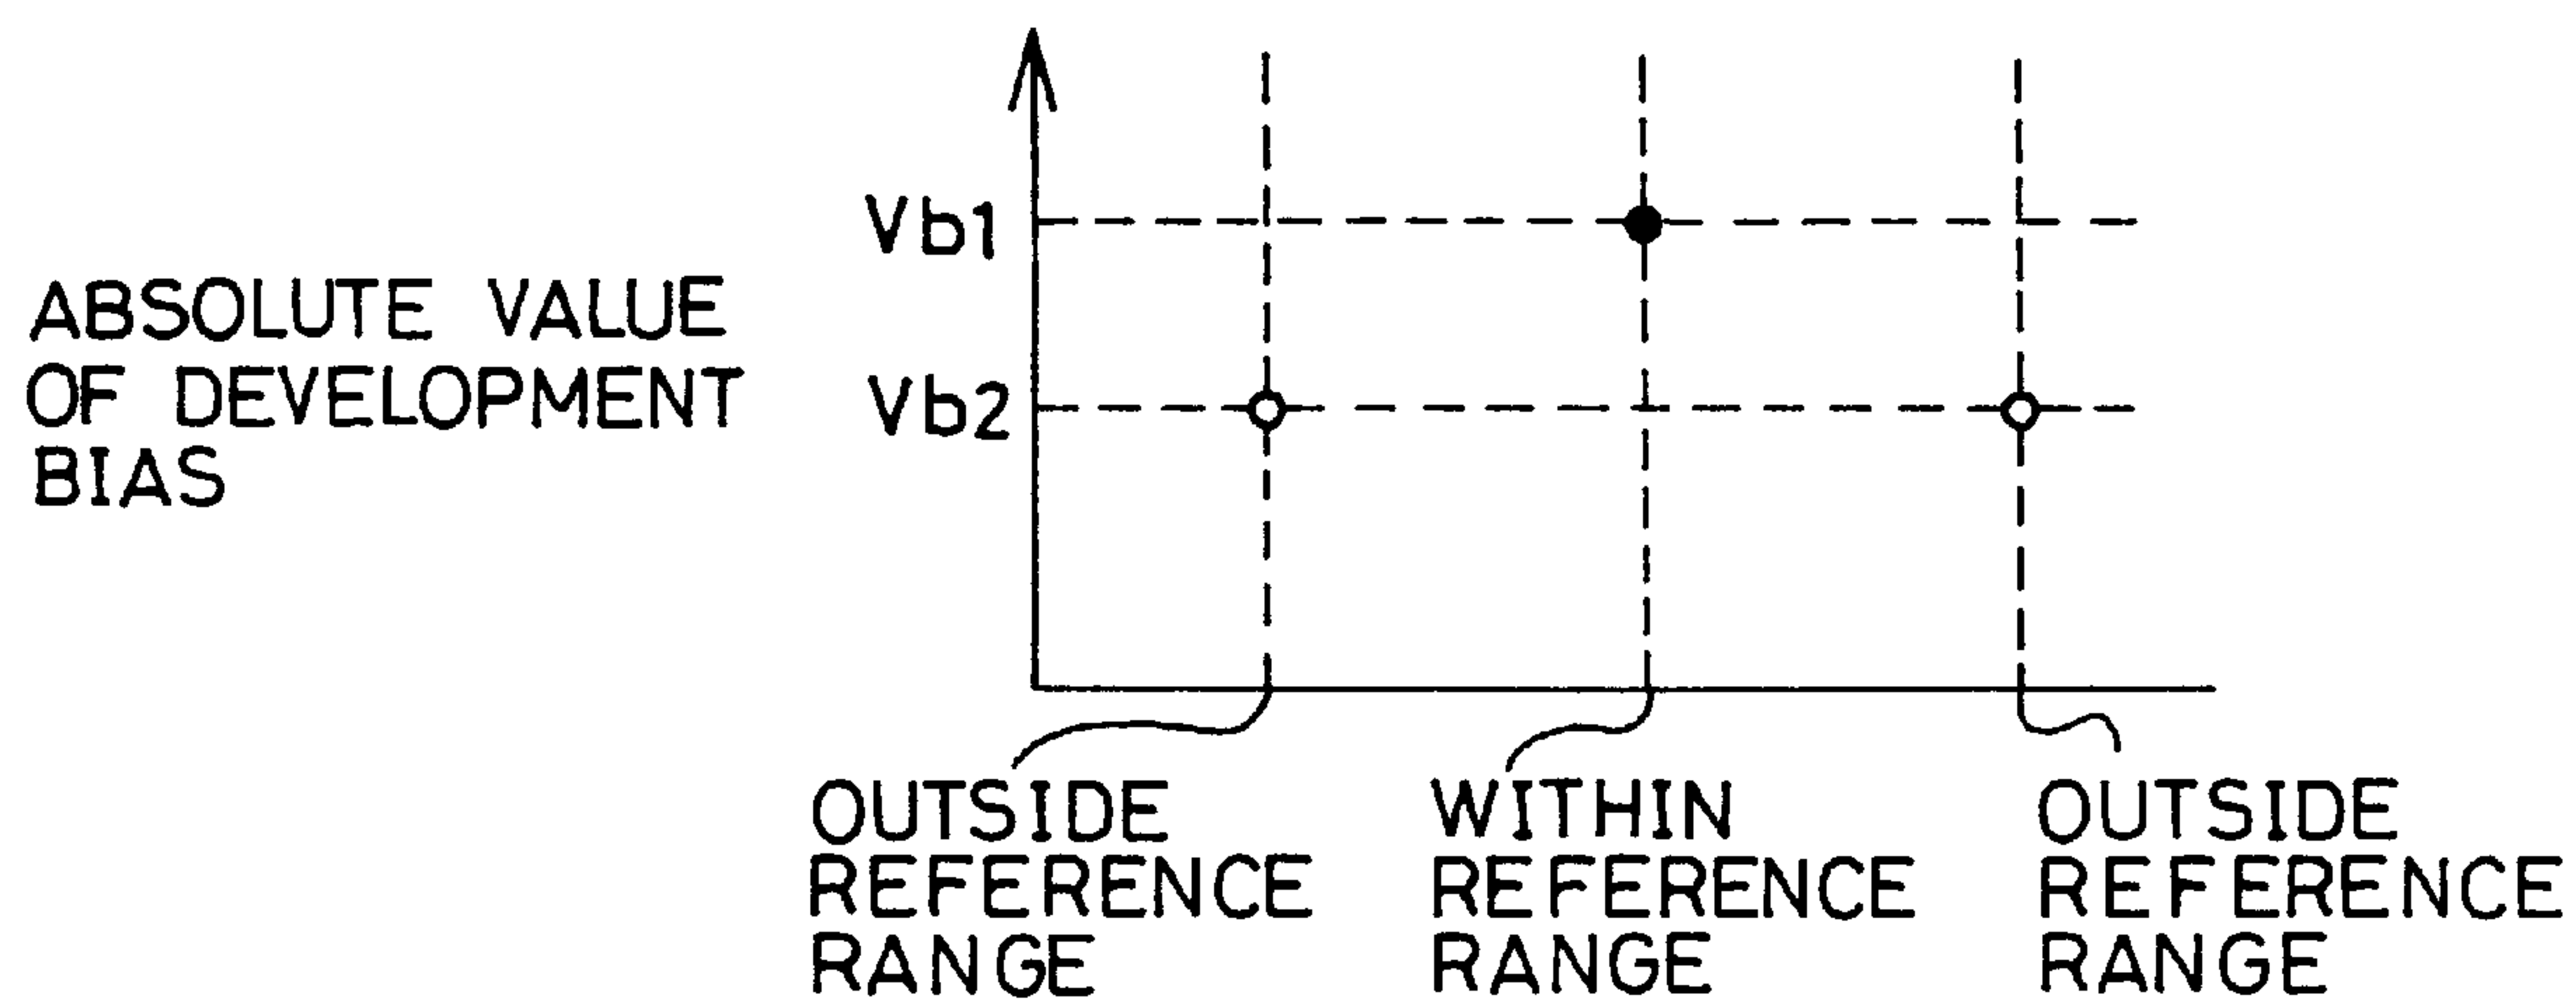 Vb1
ABSOLUTE VALUE
OF DEVELOPMENT
BIAS
Vb2
OUTSIDE
REFERENCE
RANGE
WITHIN
REFERENCE
RANGE
OUTSIDE
REFERENCE
RANGE